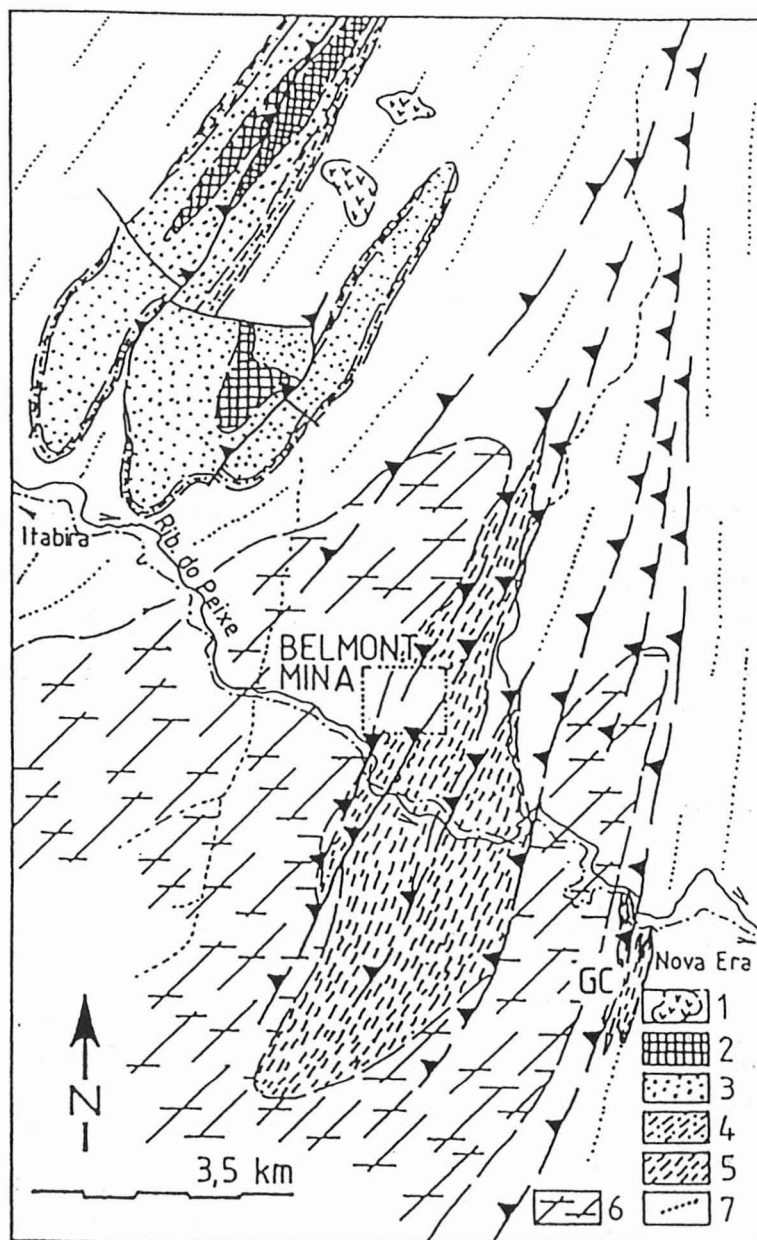 Itabira
Rib. do Peixe
BELMONT
MINA
GC
Nova Era
1
2
3
4
5
6
7
N
3,5 km